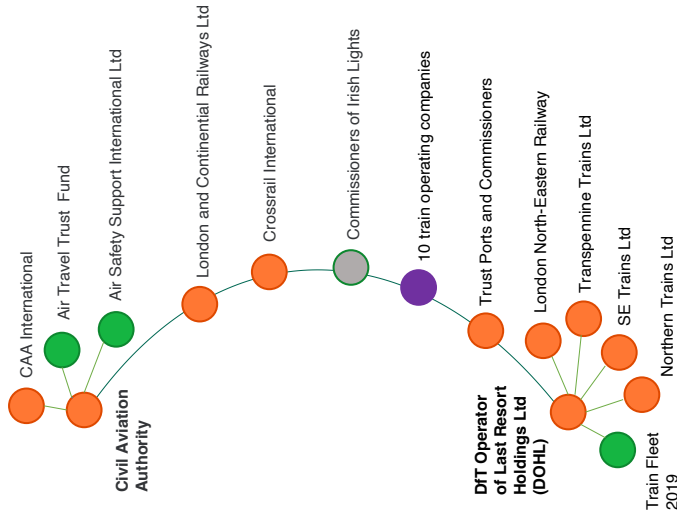 CAA International
Air Travel Trust Fund
Air Safety Support International Ltd
Civil Aviation
Authority
London and Continental Railways Ltd
Crossrail International
Commissioners of Irish Lights
10 train operating companies
Trust Ports and Commissioners
DfT Operator
of Last Resort
Holdings Ltd
(DOHL)
London North-Eastern Railway
Transpennine Trains Ltd
SE Trains Ltd
Northern Trains Ltd
Train Fleet
2019